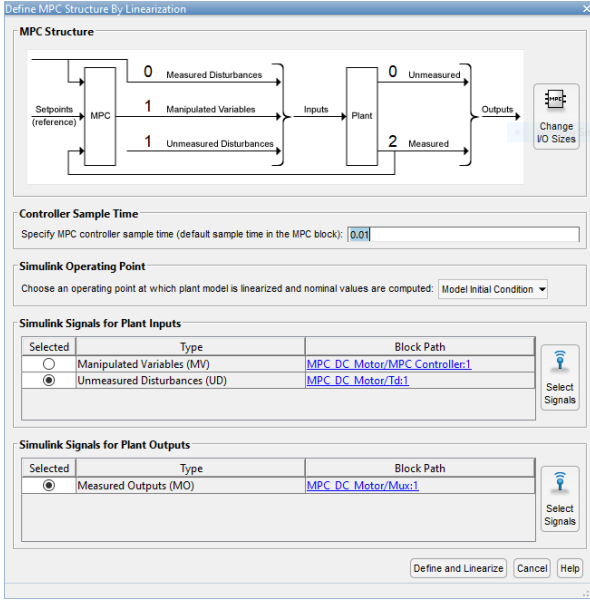 Define MPC Structure By Linearization
MPC Structure
0 Measured Disturbances
0 Unmeasured
Setpoints
(reference)
MPC
1 Manipulated Variables
Inputs
Plant
Outputs
1 Unmeasured Disturbances
2 Measured
MPC
Change
I/O Sizes
Controller Sample Time
Specify MPC controller sample time (default sample time in the MPC block): 0.01
Simulink Operating Point
Choose an operating point at which plant model is linearized and nominal values are computed: Model Initial Condition
Simulink Signals for Plant Inputs
Selected Type Block Path
Manipulated Variables (MV) MPC_DC_Motor/MPC Controller:1
Unmeasured Disturbances (UD) MPC_DC_Motor/Td:1
Select
Signals
Simulink Signals for Plant Outputs
Selected Type Block Path
Measured Outputs (MO) MPC_DC_Motor/Mux:1
Select
Signals
Define and Linearize Cancel Help